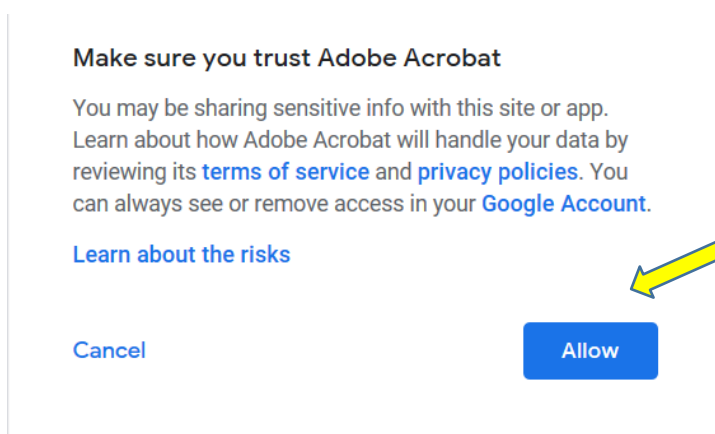 Make sure you trust Adobe Acrobat
You may be sharing sensitive info with this site or app.
Learn about how Adobe Acrobat will handle your data by
reviewing its terms of service and privacy policies. You
can always see or remove access in your Google Account.
Learn about the risks
Cancel
Allow